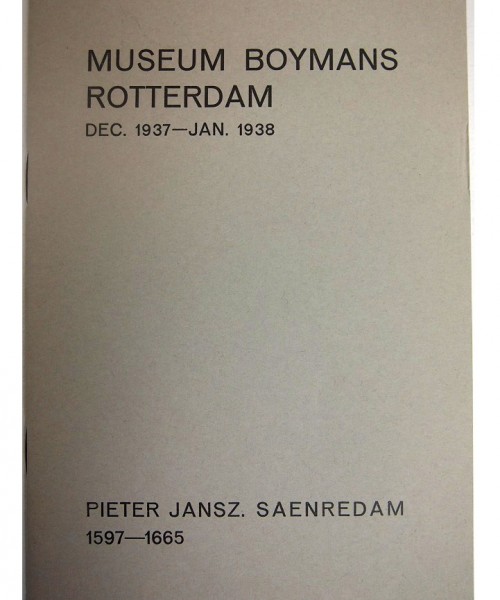 MUSEUM BOYMANS
ROTTERDAM
DEC. 1937—JAN. 1938
PIETER JANSZ. SAENREDAM
1597—1665